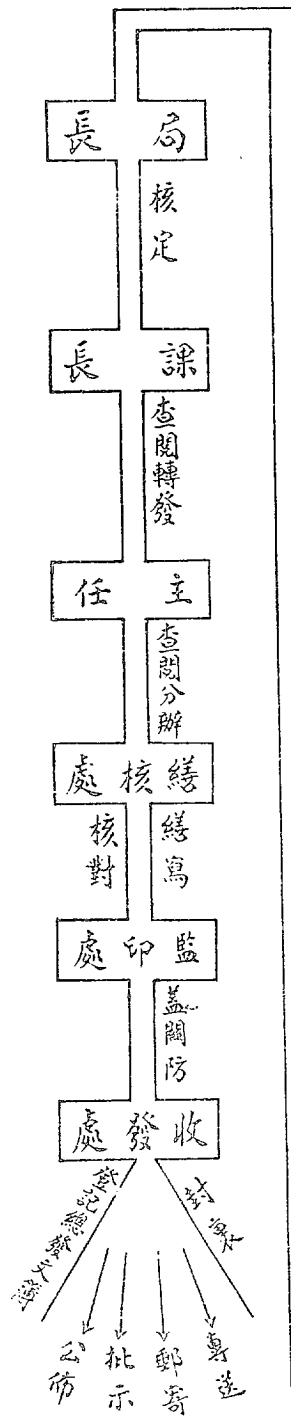 局長
核定
課長
查閱轉發
主任
查閱分辦
繕核處
繕寫
核對
監印處
蓋關防
收發處
封裏
登記總發文簿
專送
郵寄
批示
公佈